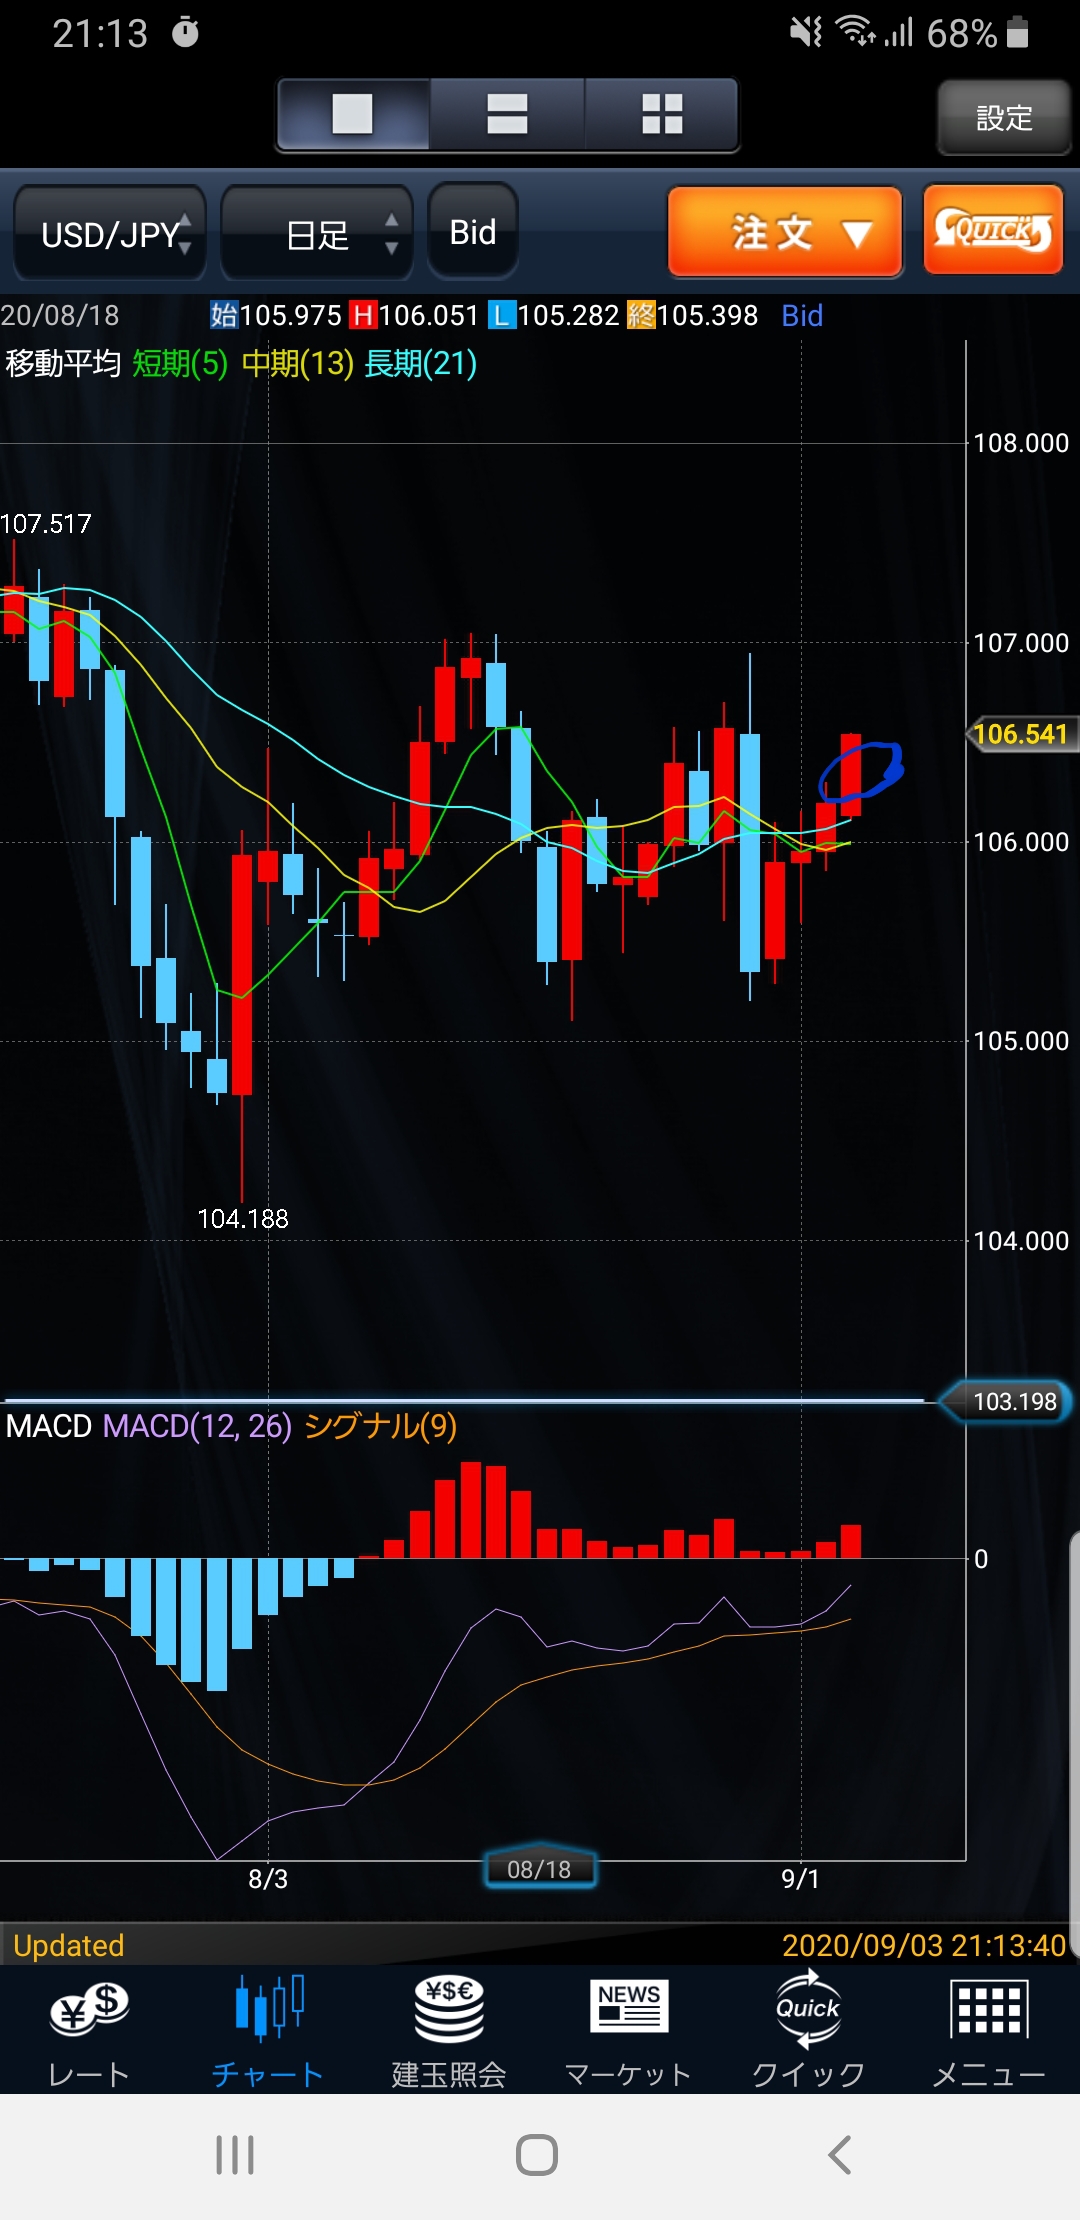 21:13 68%
設定
USD/JPY 日足 Bid 注文 ▼ QUICK
20/08/18 始105.975 H106.051 L105.282 終105.398 Bid
移動平均 短期(5) 中期(13) 長期(21)
108.000
107.517
107.000
106.541
106.000
105.000
104.188
104.000
103.198
MACD MACD(12, 26) シグナル(9)
0
8/3 08/18 9/1
Updated 2020/09/03 21:13:40
¥ $ ¥$€ NEWS Quick
レート チャート 建玉照会 マーケット クイック メニュー